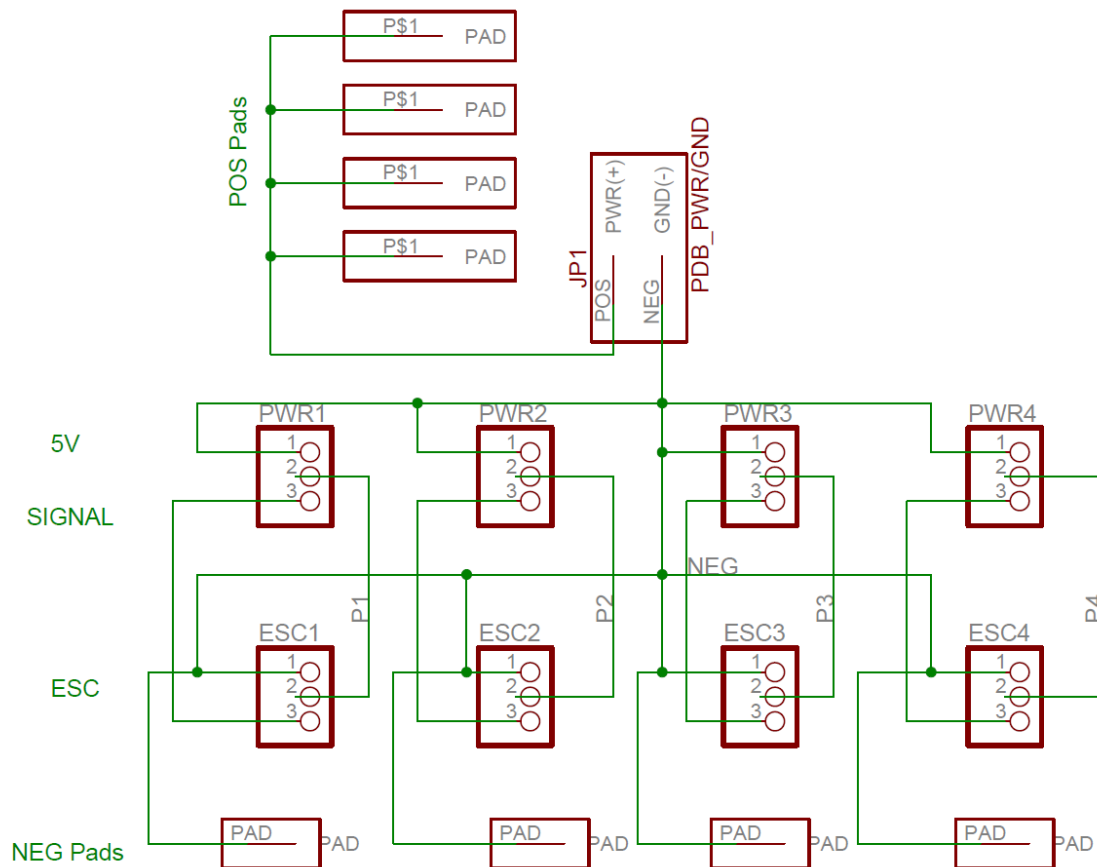 P$1 PAD
P$1 PAD
P$1 PAD
P$1 PAD
POS Pads
JP1
PWR(+)
GND(-)
POS
NEG
PDB_PWR/GND
5V
SIGNAL
PWR1
1
2
3
PWR2
1
2
3
PWR3
1
2
3
PWR4
1
2
3
NEG
P1
P2
P3
P4
ESC
ESC1
1
2
3
ESC2
1
2
3
ESC3
1
2
3
ESC4
1
2
3
NEG Pads
PAD PAD
PAD PAD
PAD PAD
PAD PAD